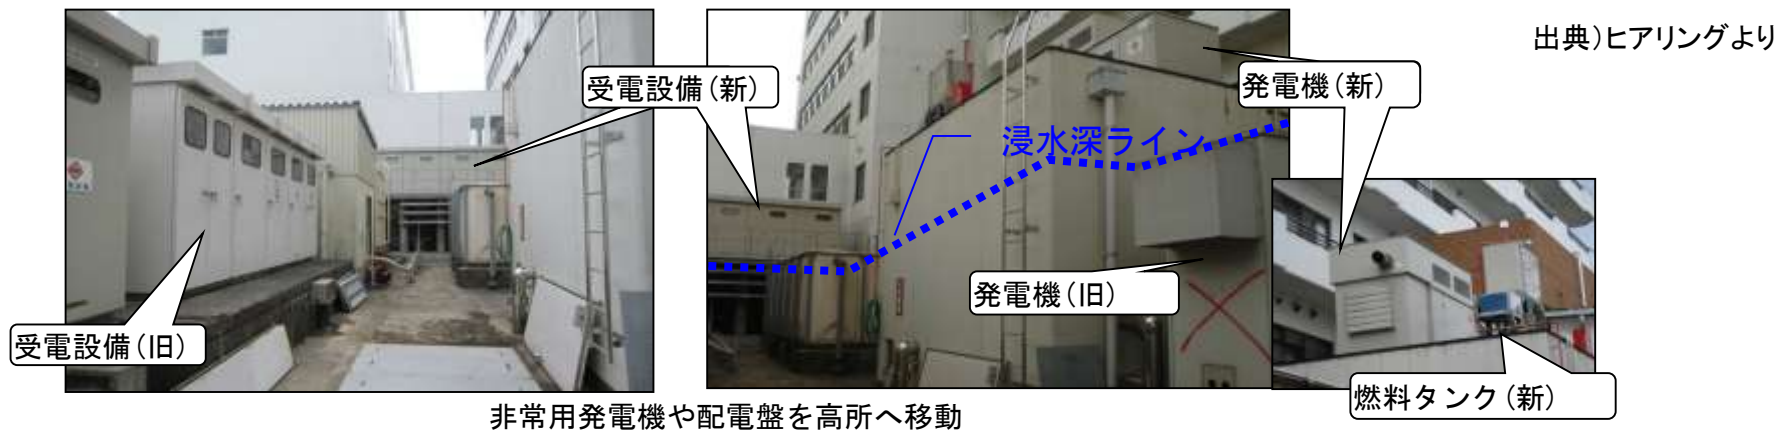 出典)ヒアリングより
受電設備(新)
発電機(新)
浸水深ライン
発電機(旧)
受電設備(旧)
燃料タンク(新)
非常用発電機や配電盤を高所へ移動